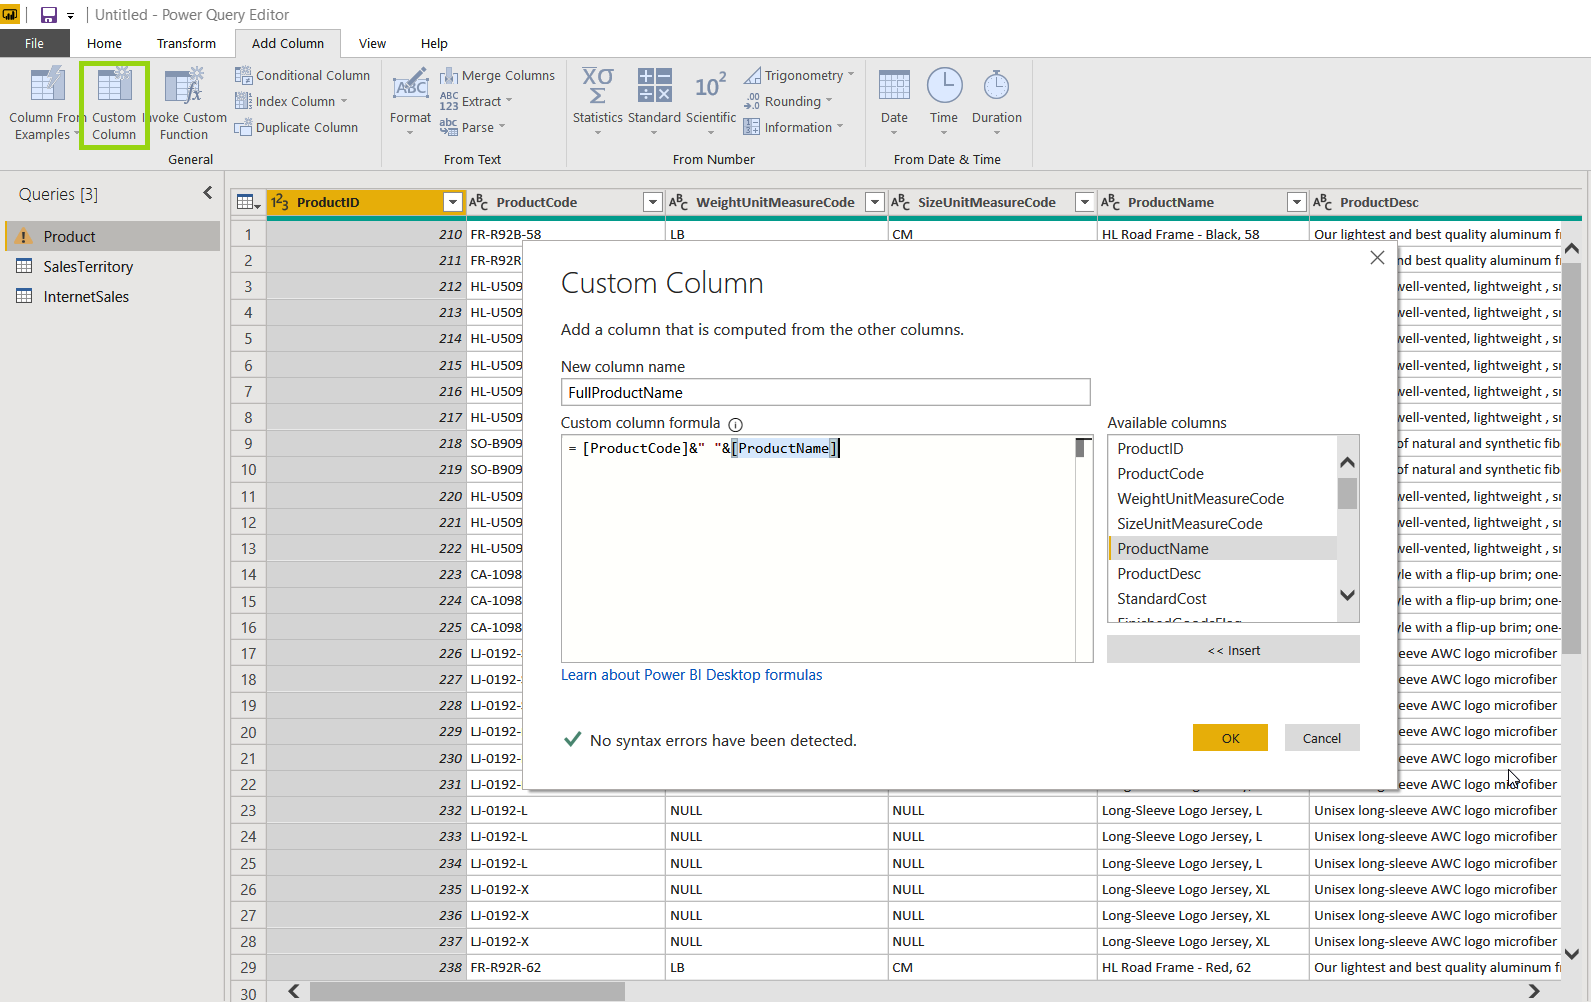 Untitled - Power Query Editor
File Home Transform Add Column View Help
Column From Examples
Custom Column
Invoke Custom Function
Conditional Column
Index Column
Duplicate Column
General
ABC
Format
Merge Columns
ABC 123 Extract
abc Parse
From Text
XΣ Statistics
Standard
10² Scientific
Trigonometry
.00 Rounding
Information
From Number
Date
Time
Duration
From Date & Time
Queries [3]
Product
SalesTerritory
InternetSales
1²3 ProductID ABC ProductCode ABC WeightUnitMeasureCode ABC SizeUnitMeasureCode ABC ProductName ABC ProductDesc
1 210 FR-R92B-58 LB CM HL Road Frame - Black, 58 Our lightest and best quality aluminum
2 211 FR-R92R and best quality aluminum
3 212 HL-U509 well-vented, lightweight ,
4 213 HL-U509 well-vented, lightweight ,
5 214 HL-U509 well-vented, lightweight ,
6 215 HL-U509 well-vented, lightweight ,
7 216 HL-U509 well-vented, lightweight ,
8 217 HL-U509 well-vented, lightweight ,
9 218 SO-B909 of natural and synthetic
10 219 SO-B909 of natural and synthetic
11 220 HL-U509 well-vented, lightweight ,
12 221 HL-U509 well-vented, lightweight ,
13 222 HL-U509 well-vented, lightweight ,
14 223 CA-1098 with a flip-up brim; one-
15 224 CA-1098 with a flip-up brim; one-
16 225 CA-1098 with a flip-up brim; one-
17 226 LJ-0192- AWC logo microfiber
18 227 LJ-0192- AWC logo microfiber
19 228 LJ-0192- AWC logo microfiber
20 229 LJ-0192- AWC logo microfiber
21 230 LJ-0192- AWC logo microfiber
22 231 LJ-0192- AWC logo microfiber
23 232 LJ-0192-L NULL NULL Long-Sleeve Logo Jersey, L Unisex long-sleeve AWC logo microfiber
24 233 LJ-0192-L NULL NULL Long-Sleeve Logo Jersey, L Unisex long-sleeve AWC logo microfiber
25 234 LJ-0192-L NULL NULL Long-Sleeve Logo Jersey, L Unisex long-sleeve AWC logo microfiber
26 235 LJ-0192-X NULL NULL Long-Sleeve Logo Jersey, XL Unisex long-sleeve AWC logo microfiber
27 236 LJ-0192-X NULL NULL Long-Sleeve Logo Jersey, XL Unisex long-sleeve AWC logo microfiber
28 237 LJ-0192-X NULL NULL Long-Sleeve Logo Jersey, XL Unisex long-sleeve AWC logo microfiber
29 238 FR-R92R-62 LB CM HL Road Frame - Red, 62 Our lightest and best quality aluminum
30
Custom Column
Add a column that is computed from the other columns.
New column name
FullProductName
Custom column formula
= [ProductCode]&" "&[ProductName]
Available columns
ProductID
ProductCode
WeightUnitMeasureCode
SizeUnitMeasureCode
ProductName
ProductDesc
StandardCost
<< Insert
Learn about Power BI Desktop formulas
No syntax errors have been detected.
OK
Cancel